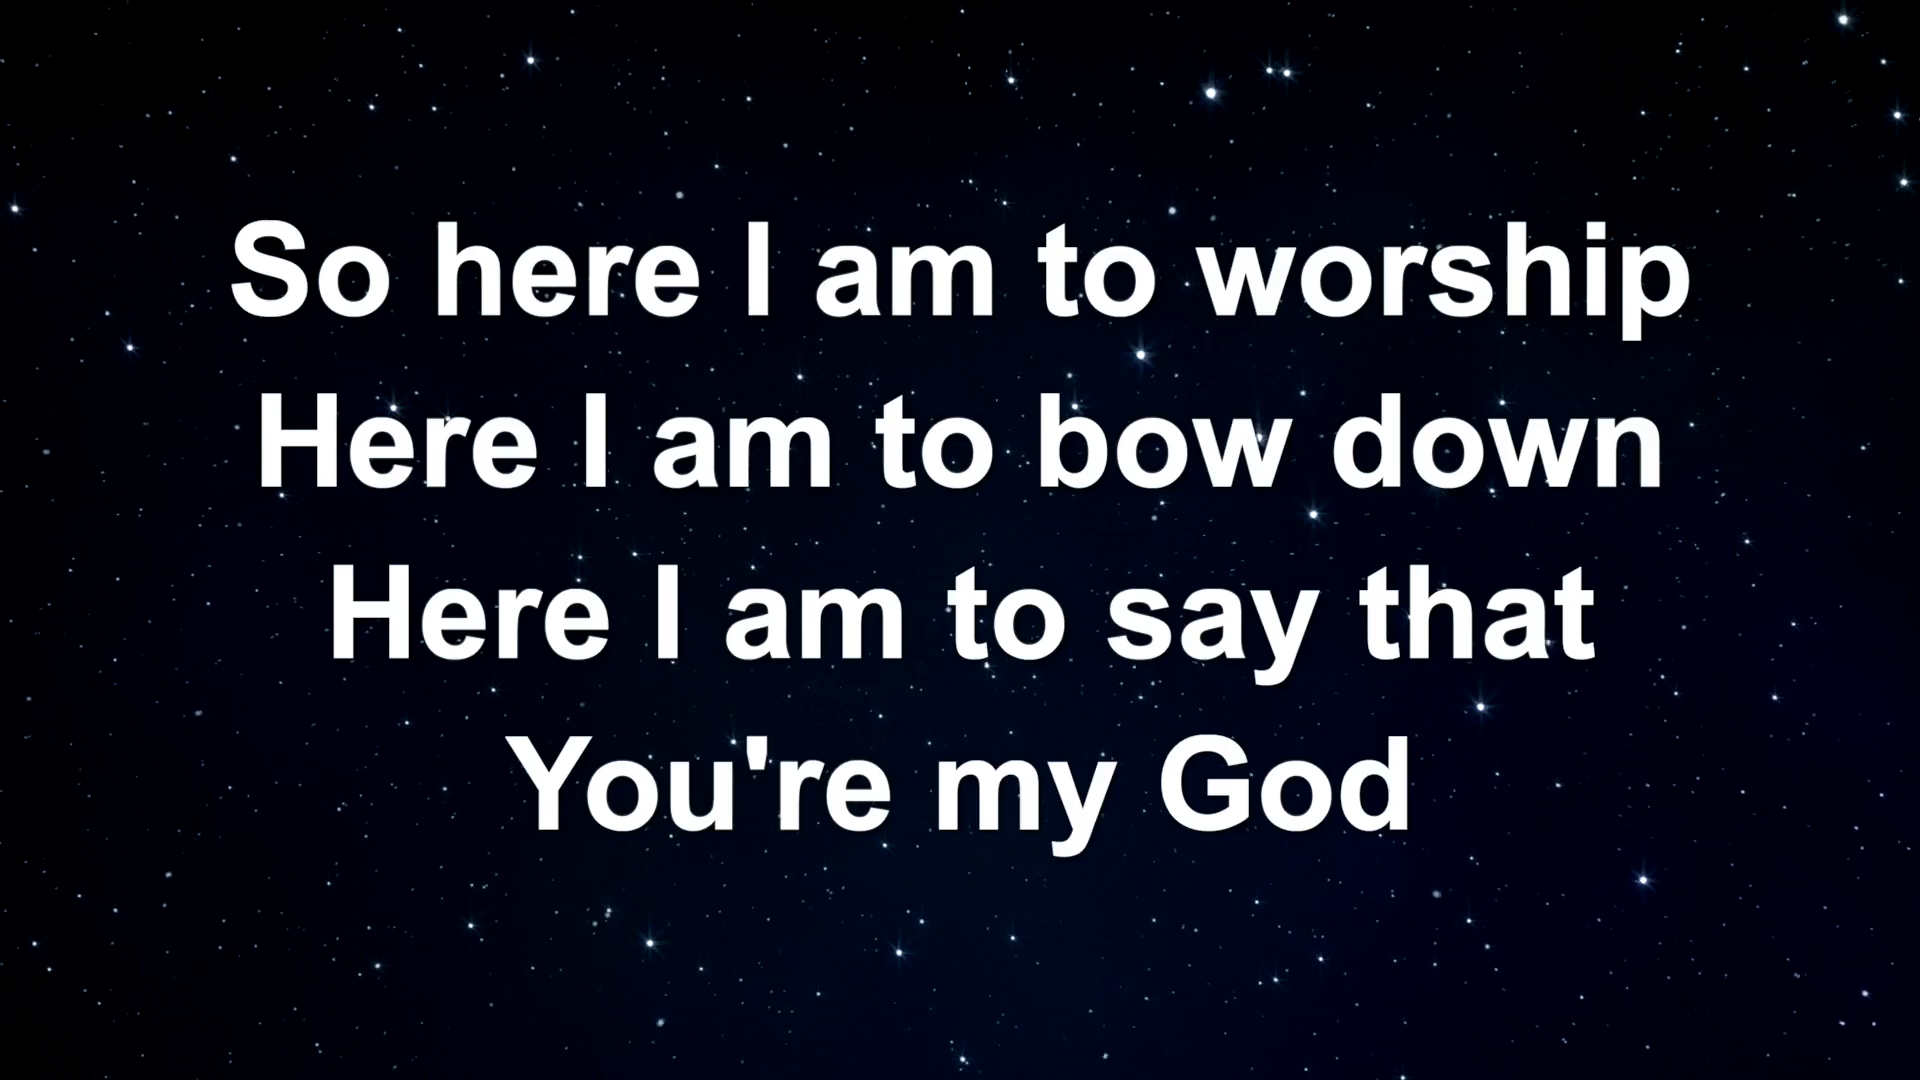 So here I am to worship
Here I am to bow down
Here I am to say that
You're my God